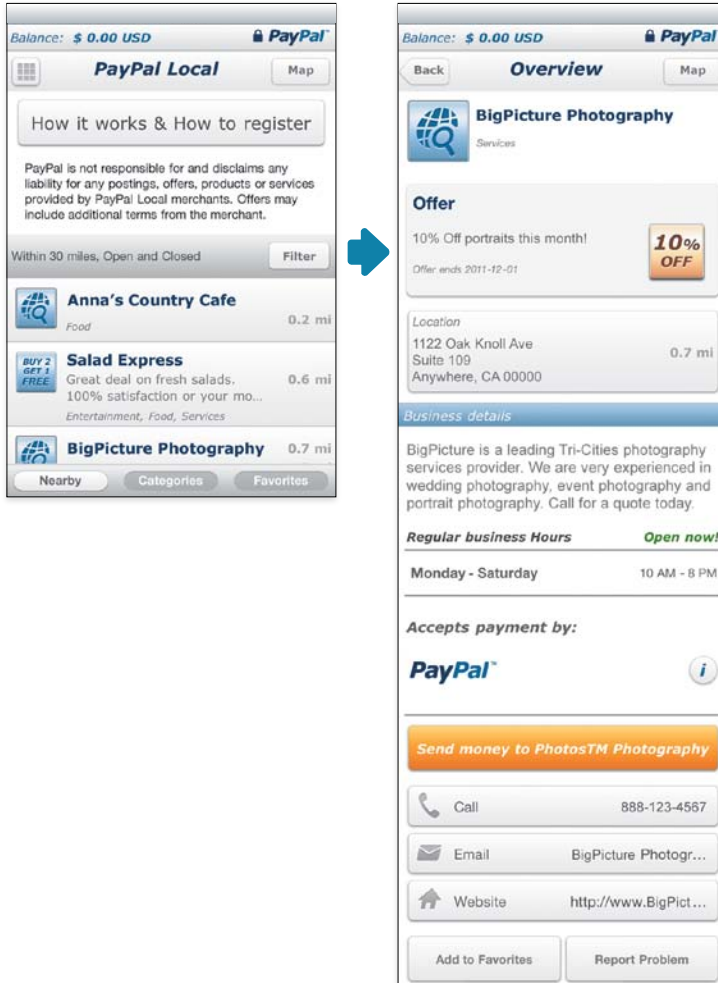 Balance: $ 0.00 USD PayPal™
PayPal Local Map
How it works & How to register
PayPal is not responsible for and disclaims any
liability for any postings, offers, products or services
provided by PayPal Local merchants. Offers may
include additional terms from the merchant.
Within 30 miles, Open and Closed Filter
Anna's Country Cafe
Food 0.2 mi
BUY 2
GET 1
FREE
Salad Express
Great deal on fresh salads. 0.6 mi
100% satisfaction or your mo...
Entertainment, Food, Services
BigPicture Photography 0.7 mi
Nearby Categories Favorites
Balance: $ 0.00 USD PayPal
Back Overview Map
BigPicture Photography
Services
Offer
10% Off portraits this month!
10%
OFF
Offer ends 2011-12-01
Location
1122 Oak Knoll Ave
Suite 109 0.7 mi
Anywhere, CA 00000
Business details
BigPicture is a leading Tri-Cities photography
services provider. We are very experienced in
wedding photography, event photography and
portrait photography. Call for a quote today.
Regular business Hours Open now!
Monday - Saturday 10 AM - 8 PM
Accepts payment by:
PayPal™ i
Send money to PhotosTM Photography
Call 888-123-4567
Email BigPicture Photogr...
Website http://www.BigPict...
Add to Favorites Report Problem